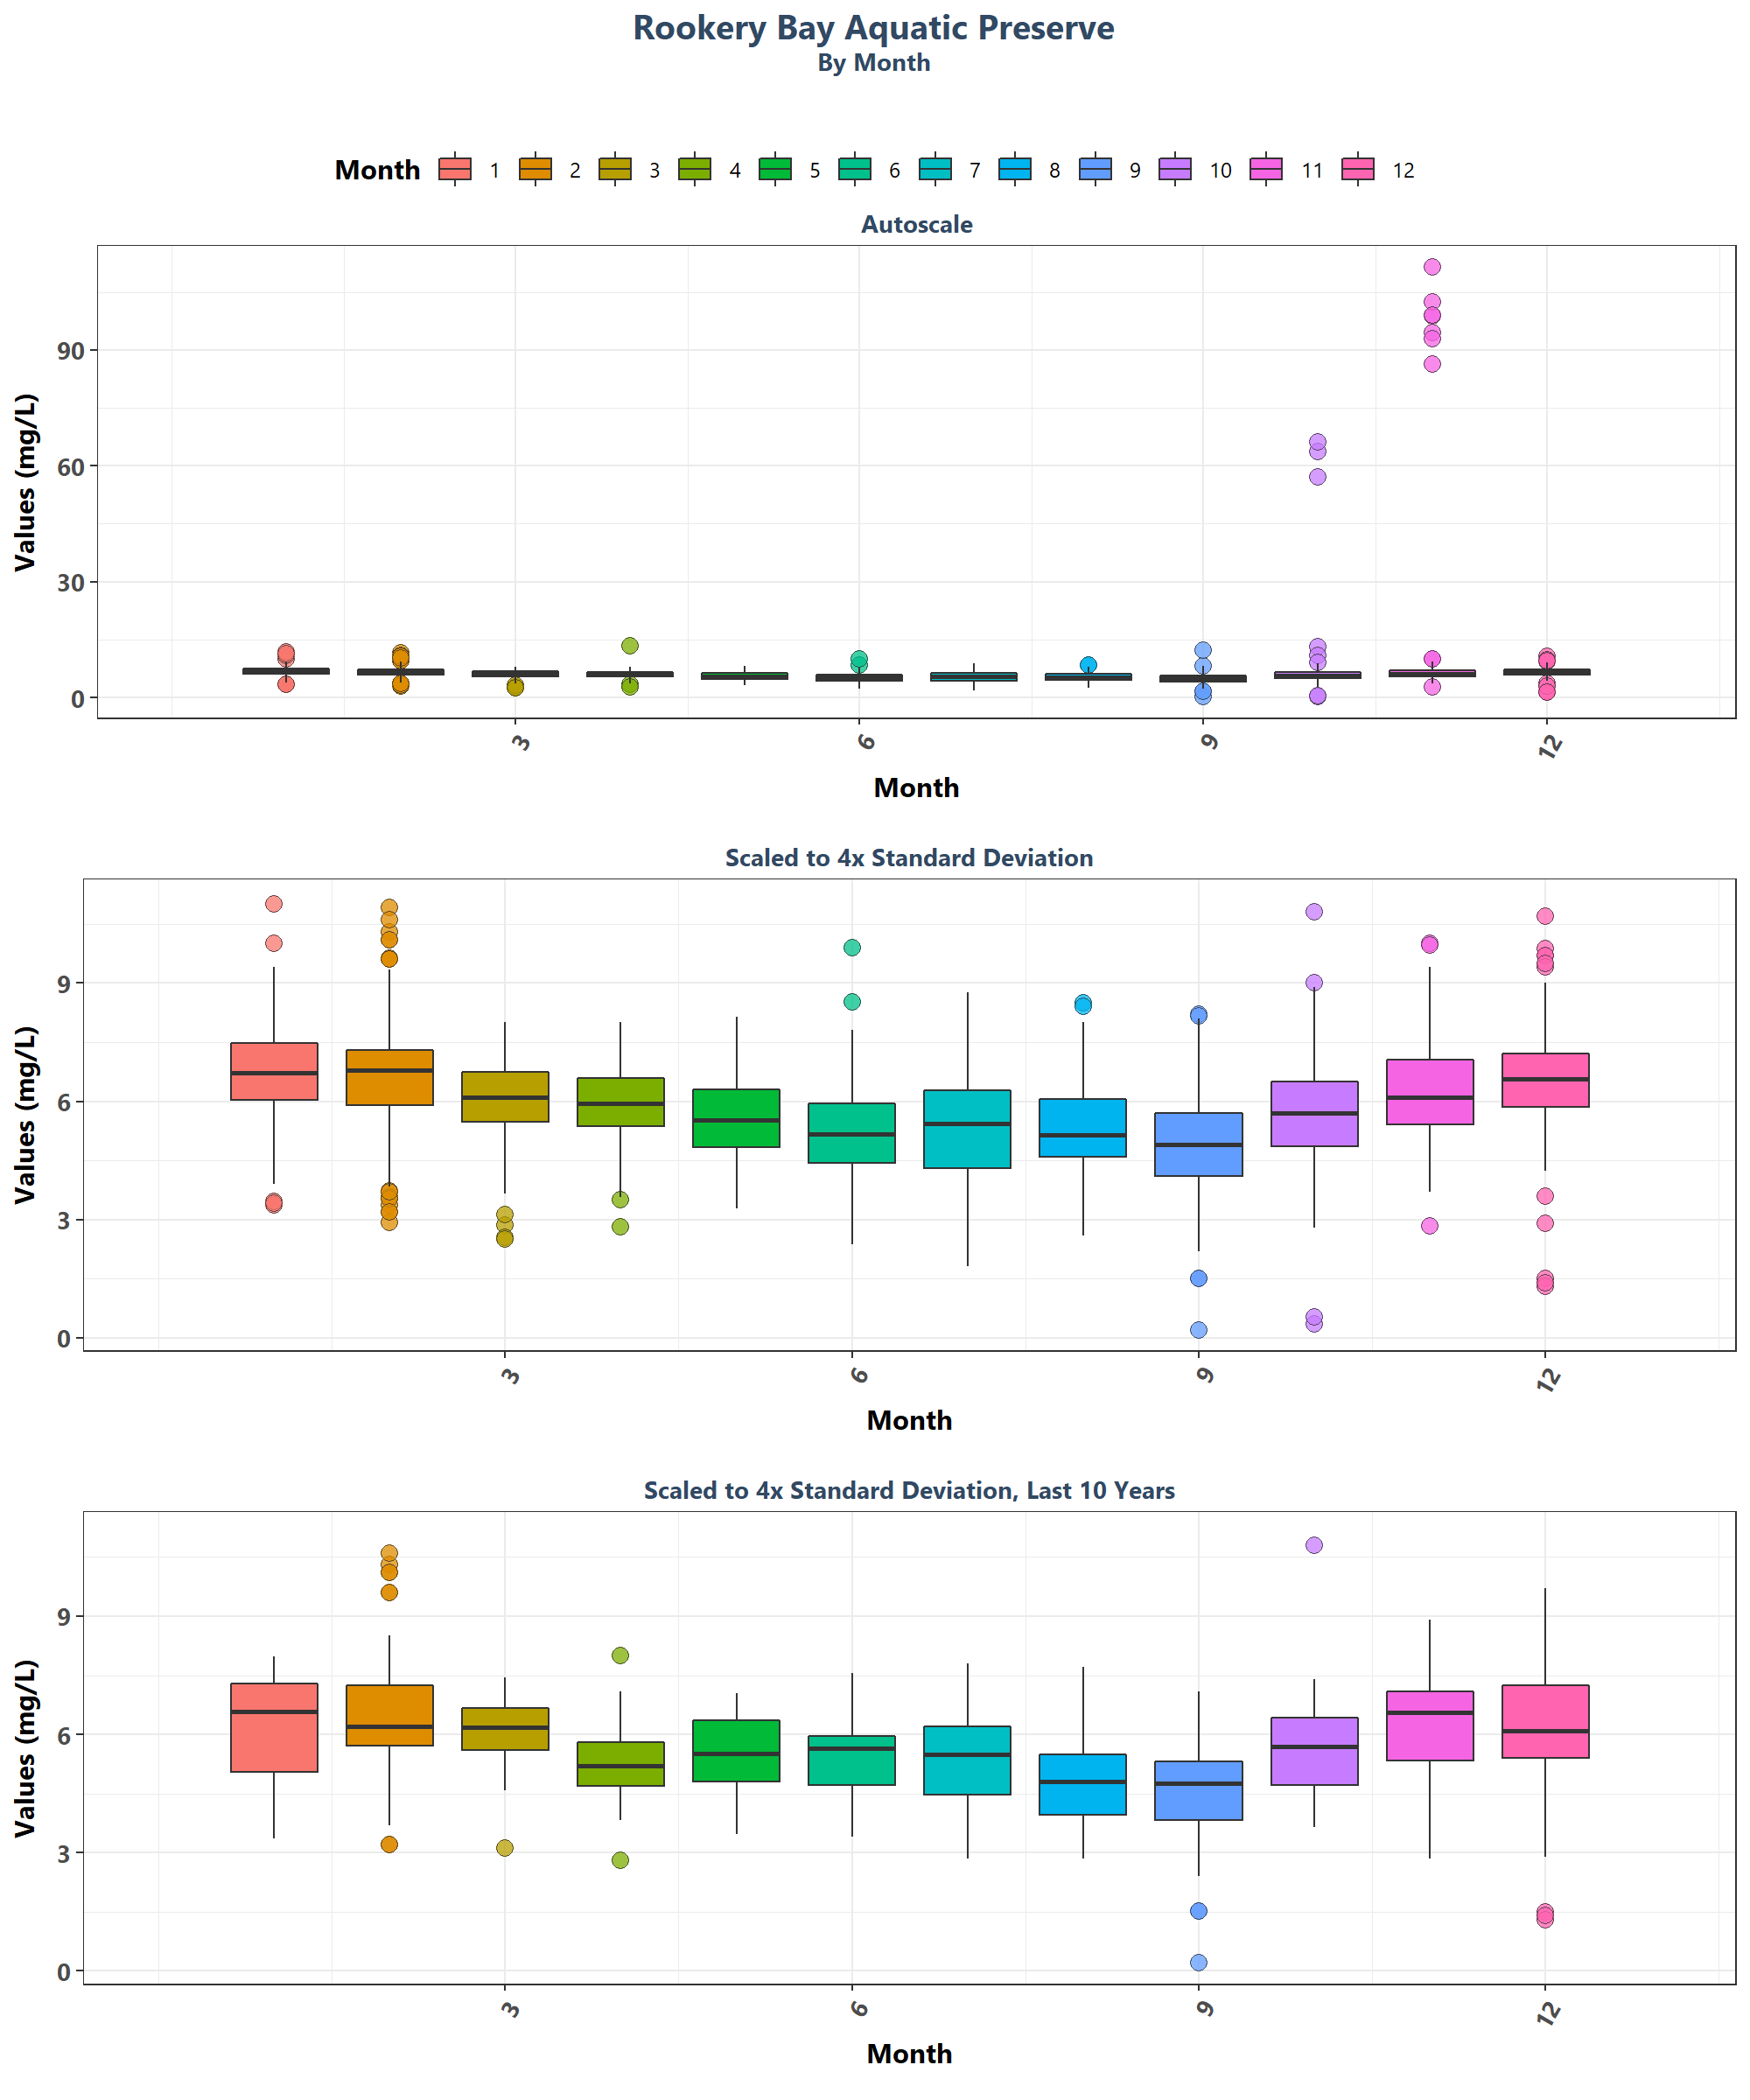 Rookery Bay Aquatic Preserve
By Month
Month 1 2 3 4 5 6 7 8 9 10 11 12
Autoscale
Values (mg/L)
90
60
30
0
3 6 9 12
Month
Scaled to 4x Standard Deviation
Values (mg/L)
9
6
3
0
3 6 9 12
Month
Scaled to 4x Standard Deviation, Last 10 Years
Values (mg/L)
9
6
3
0
3 6 9 12
Month